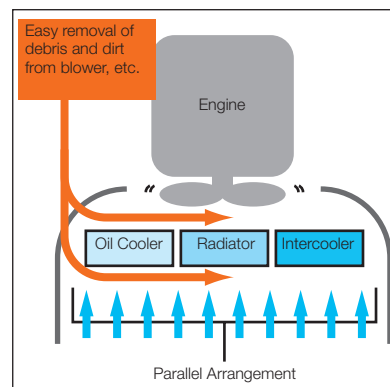 Easy removal of
debris and dirt
from blower, etc.
Engine
Oil Cooler
Radiator
Intercooler
Parallel Arrangement